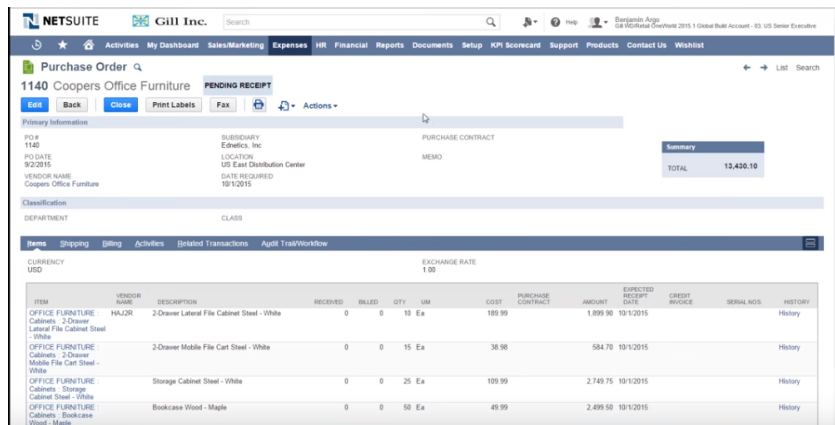 NETSUITE Gill Inc. Search Help Benjamin Argo
Gill WD/Retail OneWorld 2015.1 Global Build Account - 03. US Senior Executive
Activities My Dashboard Sales/Marketing Expenses HR Financial Reports Documents Setup KPI Scorecard Support Products Contact Us Wishlist
Purchase Order List Search
1140 Coopers Office Furniture PENDING RECEIPT
Edit Back Close Print Labels Fax Actions
Primary Information
PO # SUBSIDIARY PURCHASE CONTRACT
1140 Ednetics, Inc
Summary
PO DATE LOCATION MEMO
9/2/2015 US East Distribution Center
TOTAL 13,430.10
VENDOR NAME DATE REQUIRED
Coopers Office Furniture 10/1/2015
Classification
DEPARTMENT CLASS
Items Shipping Billing Activities Related Transactions Audit Trail/Workflow
CURRENCY EXCHANGE RATE
USD 1.00
ITEM VENDOR NAME DESCRIPTION RECEIVED BILLED QTY UM COST PURCHASE CONTRACT AMOUNT EXPECTED RECEIPT DATE CREDIT INVOICE SERIAL NOS. HISTORY
OFFICE FURNITURE : HAJ2R 2-Drawer Lateral File Cabinet Steel - White 0 0 10 Ea 189.99 1,899.90 10/1/2015 History
Cabinets : 2-Drawer
Lateral File Cabinet Steel
- White
OFFICE FURNITURE : 2-Drawer Mobile File Cart Steel - White 0 0 15 Ea 38.98 584.70 10/1/2015 History
Cabinets : 2-Drawer
Mobile File Cart Steel -
White
OFFICE FURNITURE : Storage Cabinet Steel - White 0 0 25 Ea 109.99 2,749.75 10/1/2015 History
Cabinets : Storage
Cabinet Steel - White
OFFICE FURNITURE : Bookcase Wood - Maple 0 0 50 Ea 49.99 2,499.50 10/1/2015 History
Cabinets : Bookcase
Wood - Maple